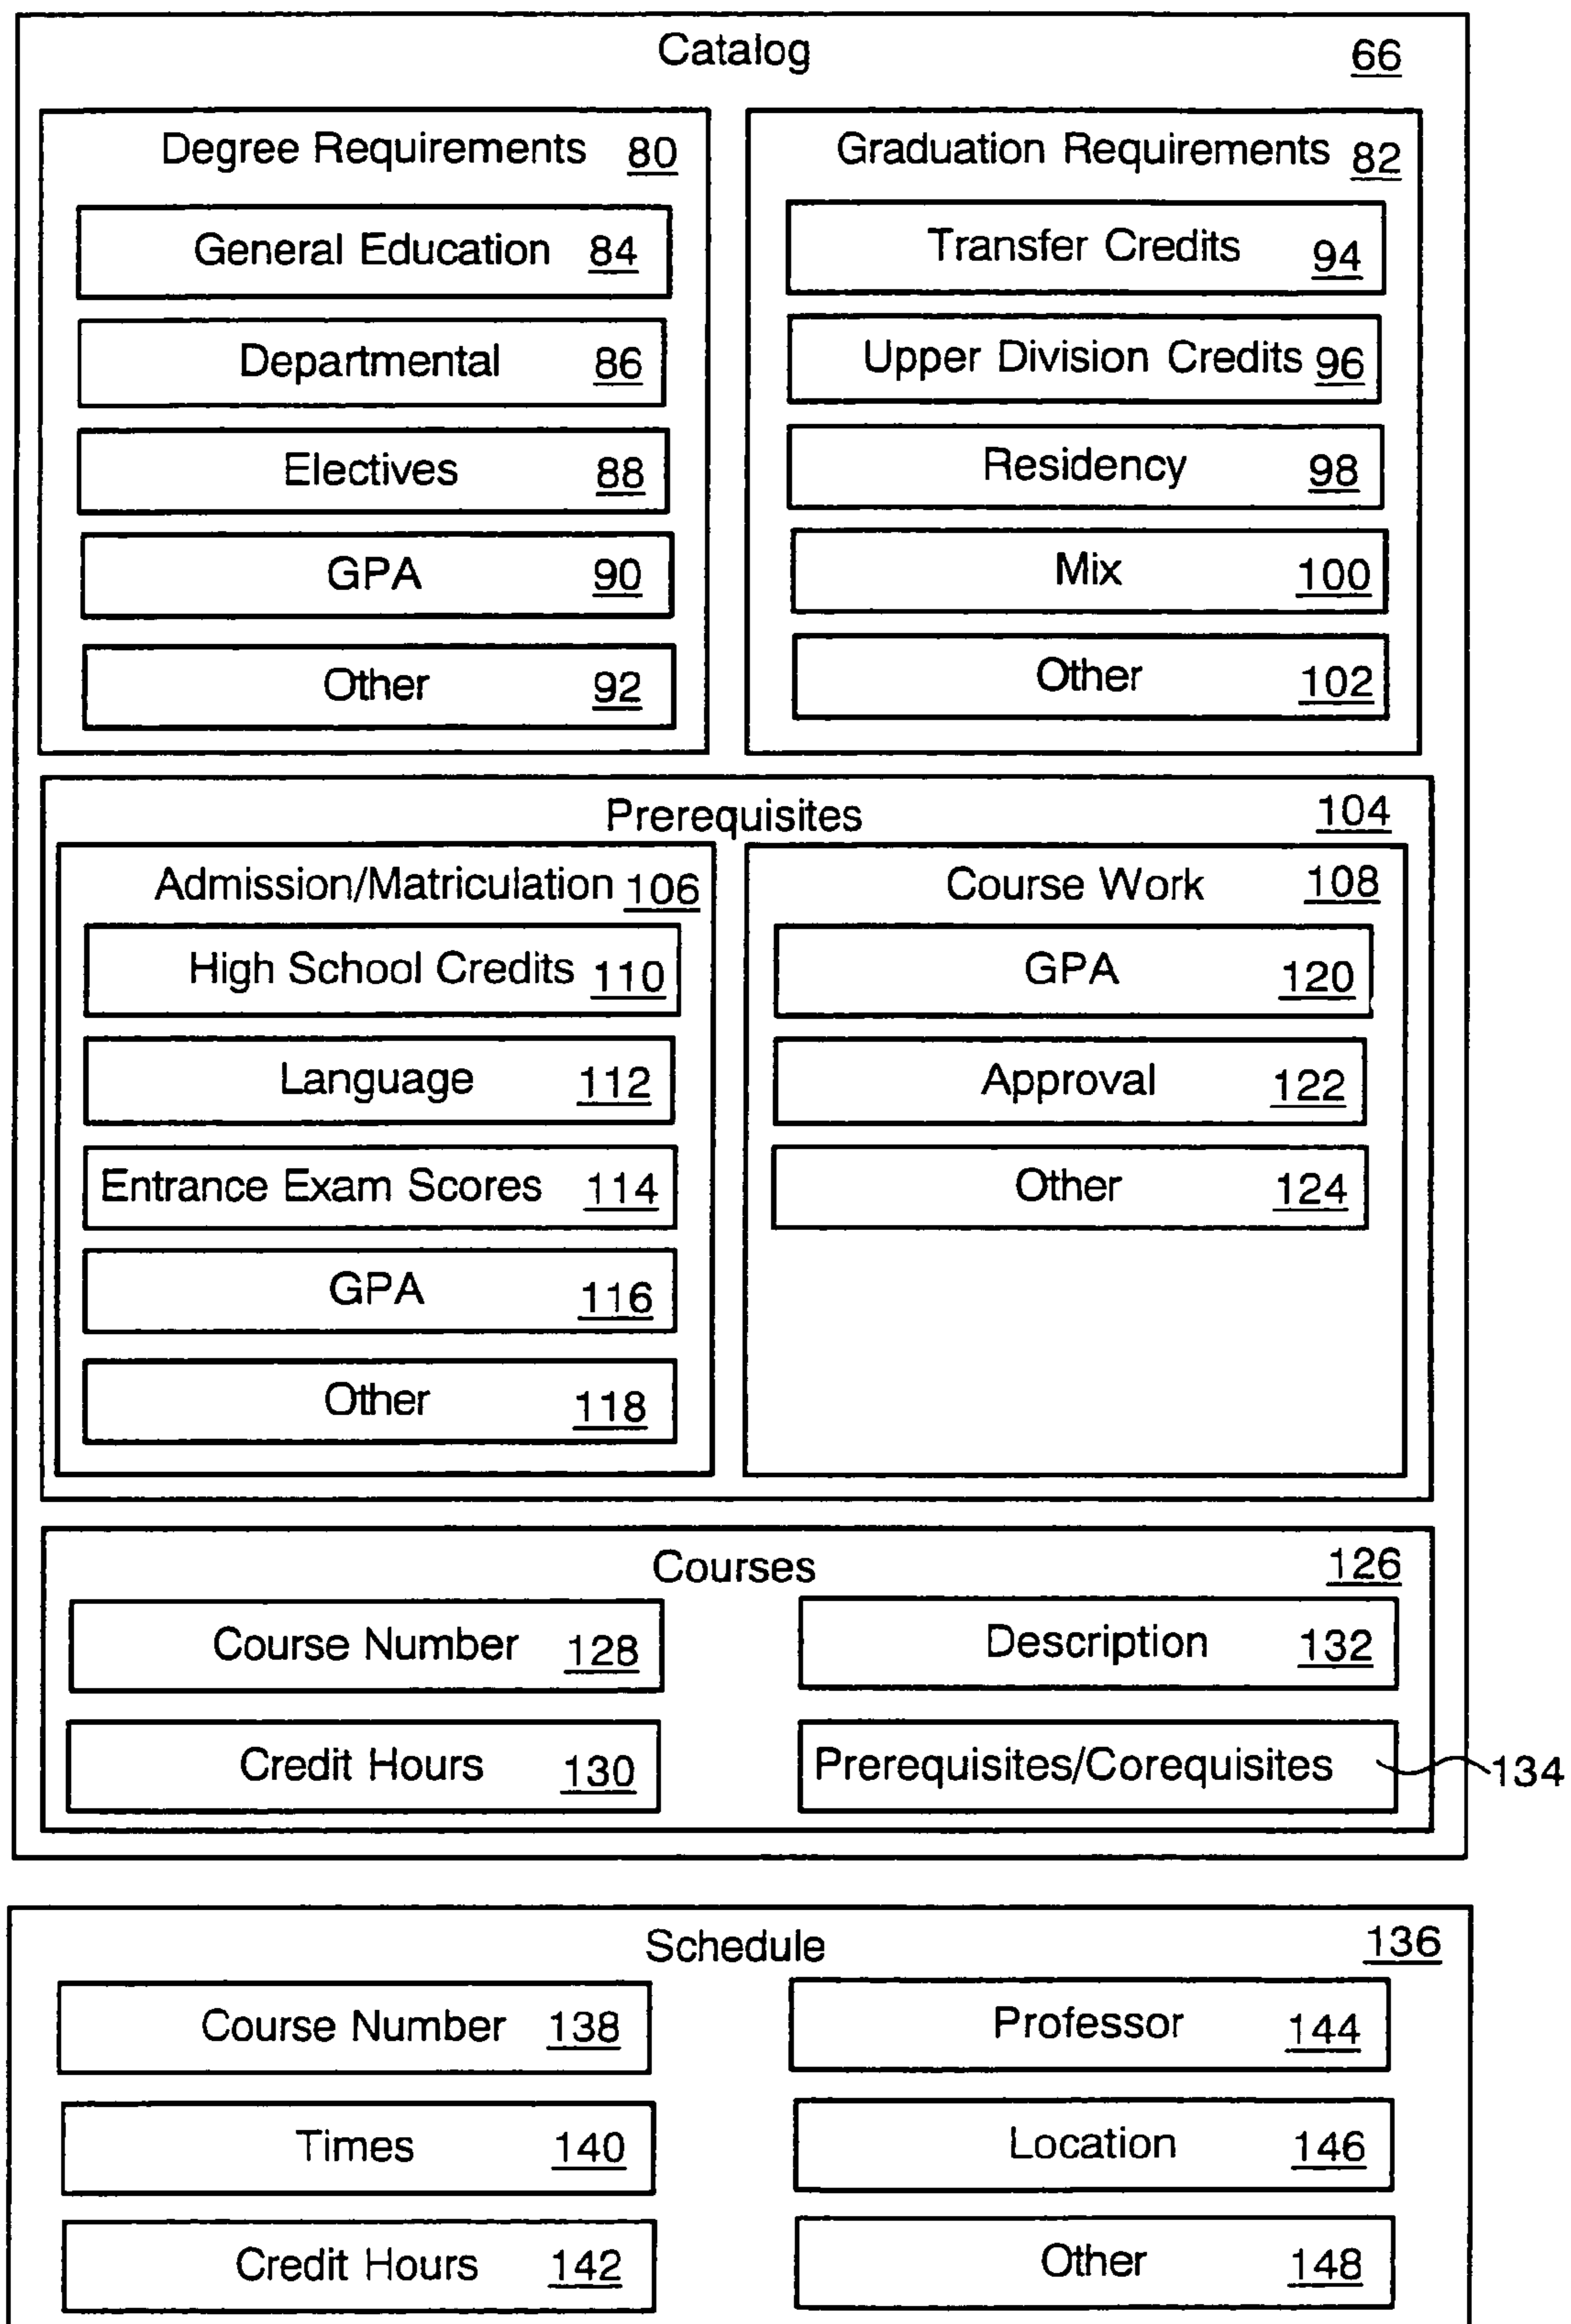 Catalog 66
Degree Requirements 80
General Education 84
Departmental 86
Electives 88
GPA 90
Other 92
Graduation Requirements 82
Transfer Credits 94
Upper Division Credits 96
Residency 98
Mix 100
Other 102
Prerequisites 104
Admission/Matriculation 106
High School Credits 110
Language 112
Entrance Exam Scores 114
GPA 116
Other 118
Course Work 108
GPA 120
Approval 122
Other 124
Courses 126
Course Number 128
Credit Hours 130
Description 132
Prerequisites/Corequisites 134
Schedule 136
Course Number 138
Times 140
Credit Hours 142
Professor 144
Location 146
Other 148